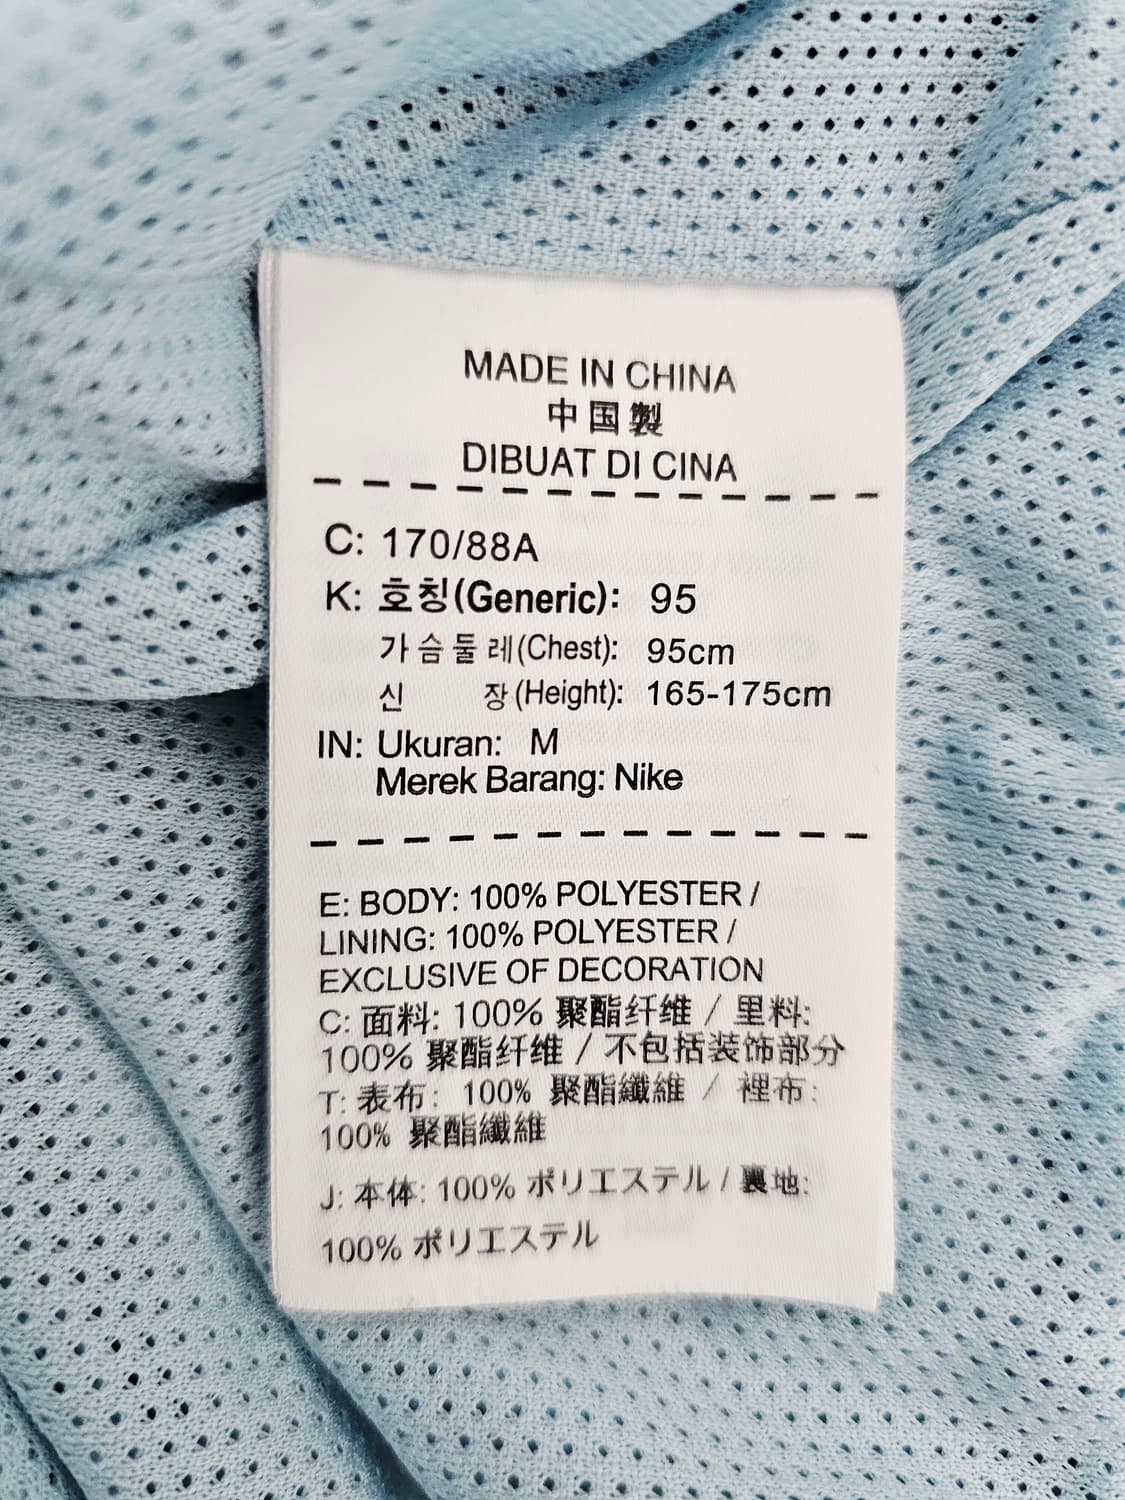 MADE IN CHINA
中国製
DIBUAT DI CINA
C: 170/88A
K: 호칭(Generic): 95
가슴둘레(Chest): 95cm
신 장(Height): 165-175cm
IN: Ukuran: M
Merek Barang: Nike
E: BODY: 100% POLYESTER /
LINING: 100% POLYESTER /
EXCLUSIVE OF DECORATION
C: 面料: 100% 聚酯纤维 / 里料:
100% 聚酯纤维 / 不包括装饰部分
T: 表布: 100% 聚酯纖維 / 裡布:
100% 聚酯纖維
J: 本体: 100% ポリエステル / 裏地:
100% ポリエステル